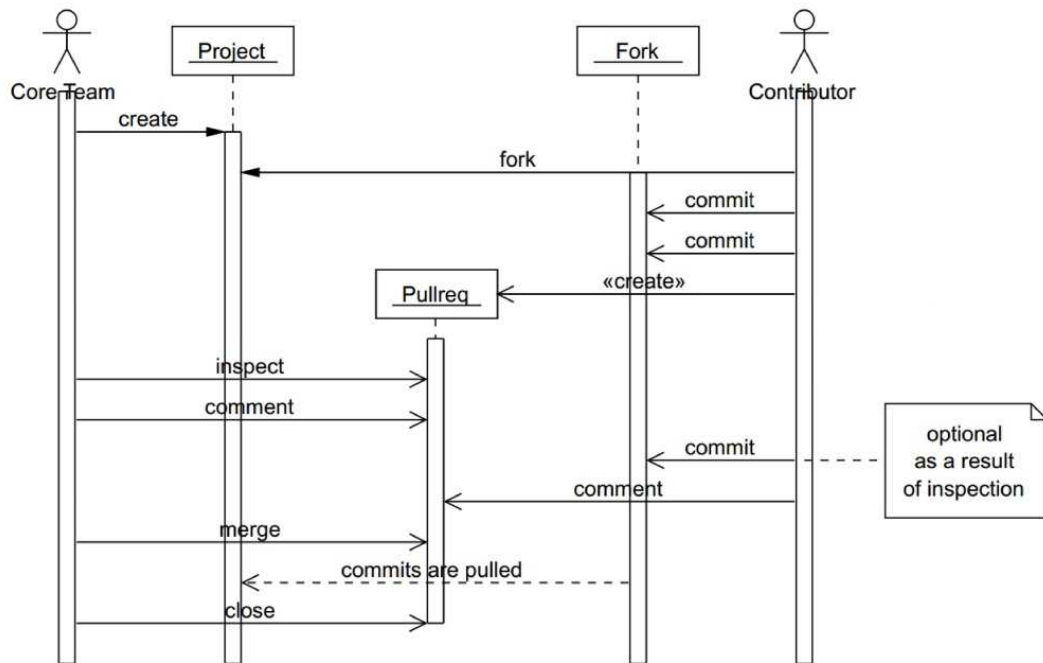 Project
Fork
Core Team
Contributor
create
fork
commit
commit
«create»
Pullreq
inspect
comment
optional
as a result
of inspection
commit
comment
merge
commits are pulled
close